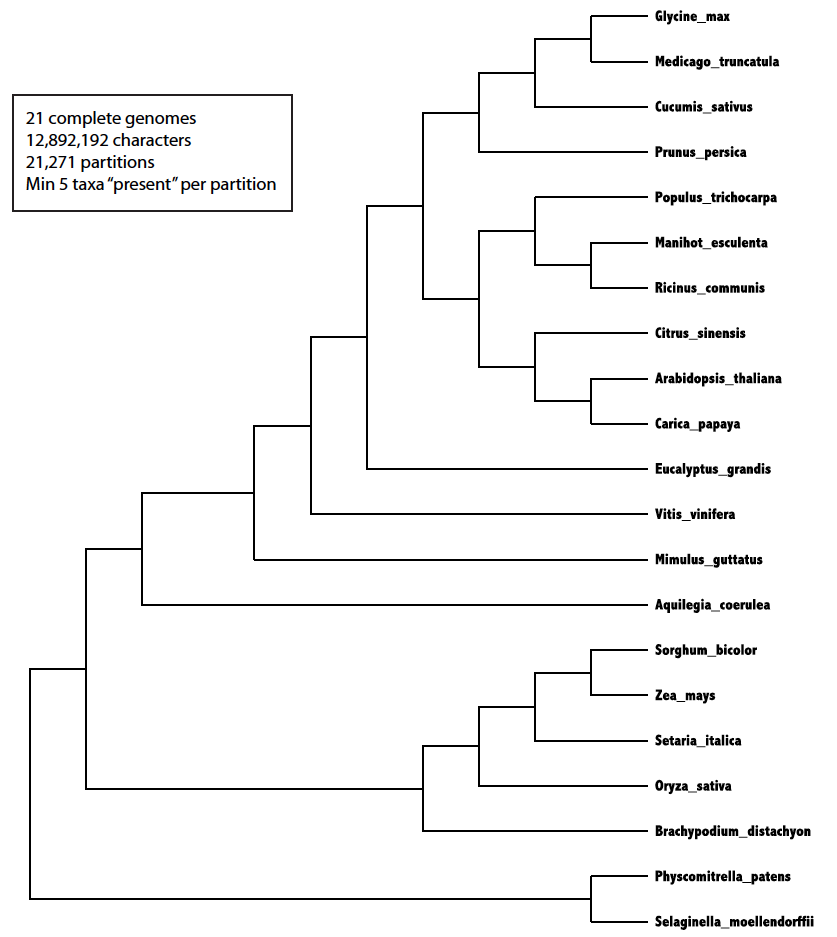 Glycine_max
Medicago_truncatula
21 complete genomes
12,892,192 characters
21,271 partitions
Min 5 taxa “present” per partition
Cucumis_sativus
Prunus_persica
Populus_trichocarpa
Manihot_esculenta
Ricinus_communis
Citrus_sinensis
Arabidopsis_thaliana
Carica_papaya
Eucalyptus_grandis
Vitis_vinifera
Mimulus_guttatus
Aquilegia_coerulea
Sorghum_bicolor
Zea_mays
Setaria_italica
Oryza_sativa
Brachypodium_distachyon
Physcomitrella_patens
Selaginella_moellendorffii